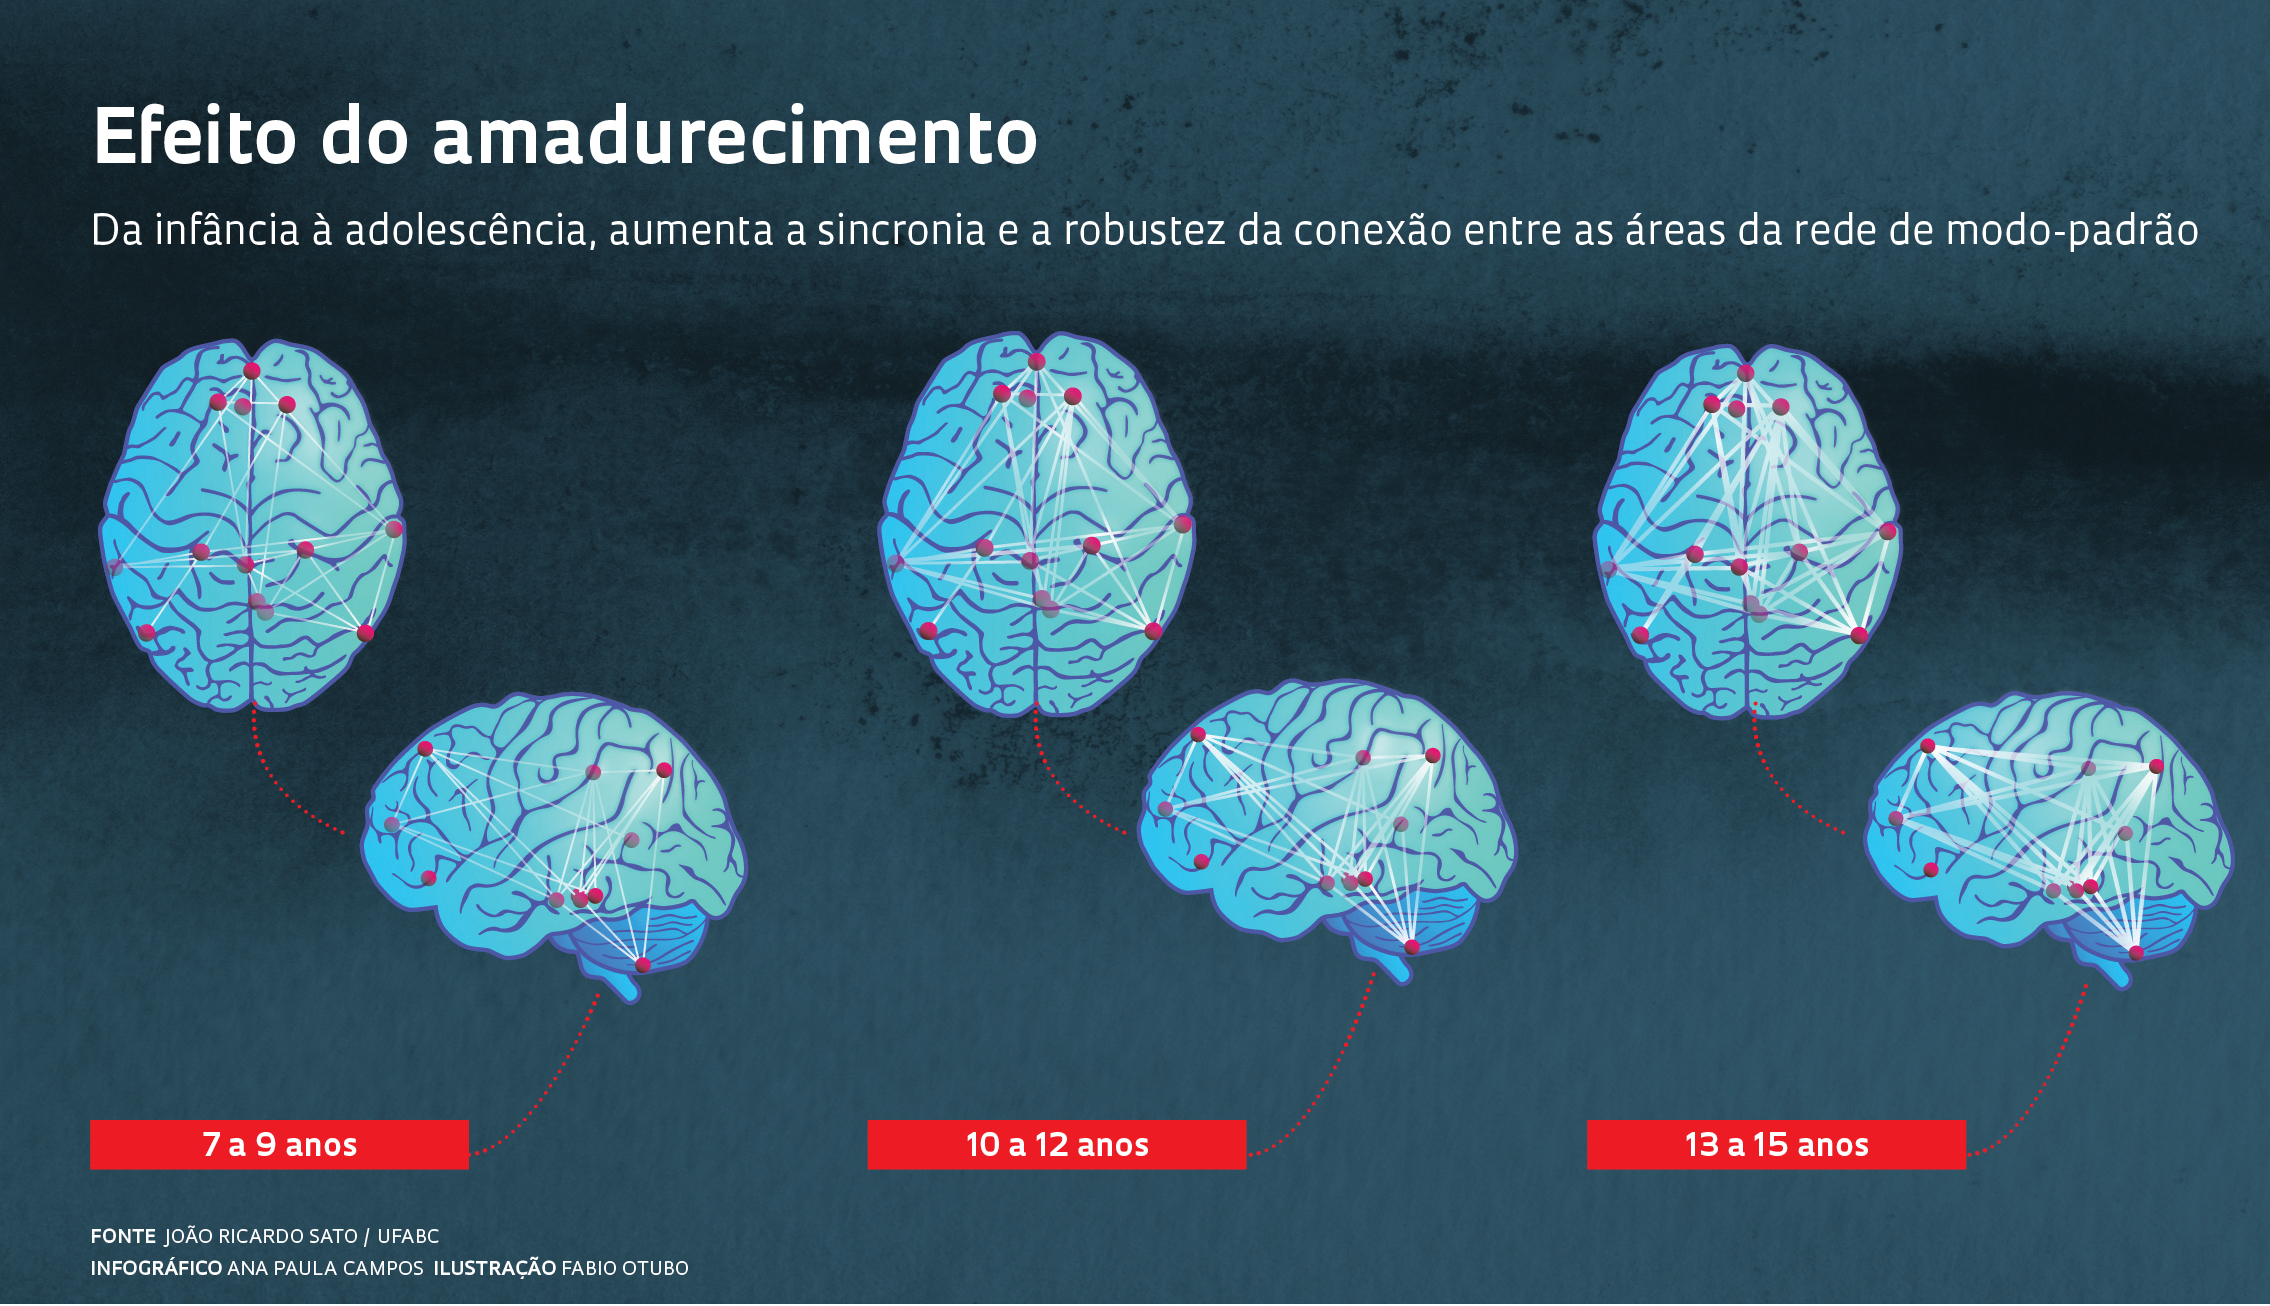 Efeito do amadurecimento
Da infância à adolescência, aumenta a sincronia e a robustez da conexão entre as áreas da rede de modo-padrão
7 a 9 anos
10 a 12 anos
13 a 15 anos
FONTE JOÃO RICARDO SATO / UFABC
INFOGRÁFICO ANA PAULA CAMPOS ILUSTRAÇÃO FABIO OTUBO